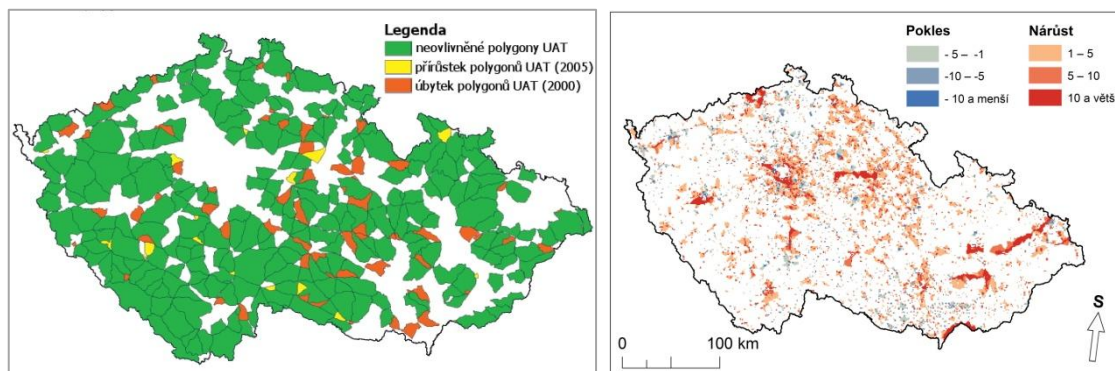 Legenda
neovlivněné polygony UAT
přírůstek polygonů UAT (2005)
úbytek polygonů UAT (2000)
Pokles
- 5 – -1
-10 – -5
- 10 a menší
Nárůst
1 – 5
5 – 10
10 a větš
0 100 km
S